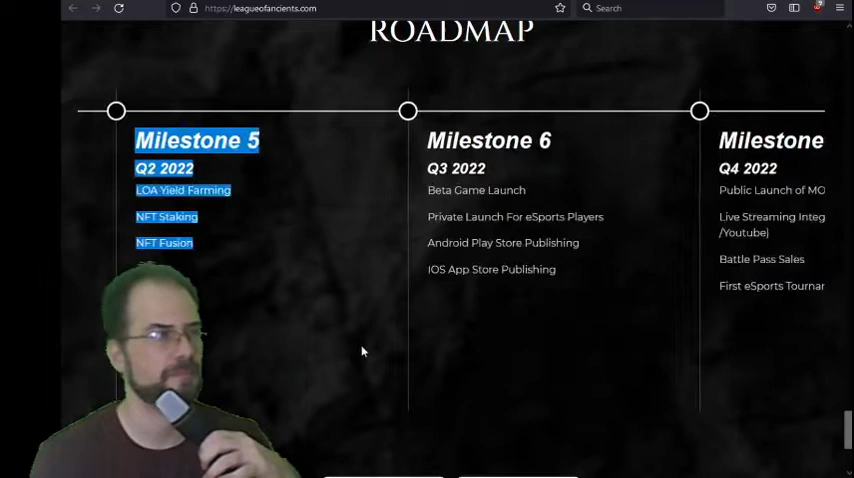 https://leagueofancients.com
Search
ROADMAP
Milestone 5
Q2 2022
LOA Yield Farming
NFT Staking
NFT Fusion
Milestone 6
Q3 2022
Beta Game Launch
Private Launch For eSports Players
Android Play Store Publishing
IOS App Store Publishing
Milestone
Q4 2022
Public Launch of MO
Live Streaming Integ
/Youtube)
Battle Pass Sales
First eSports Tournar